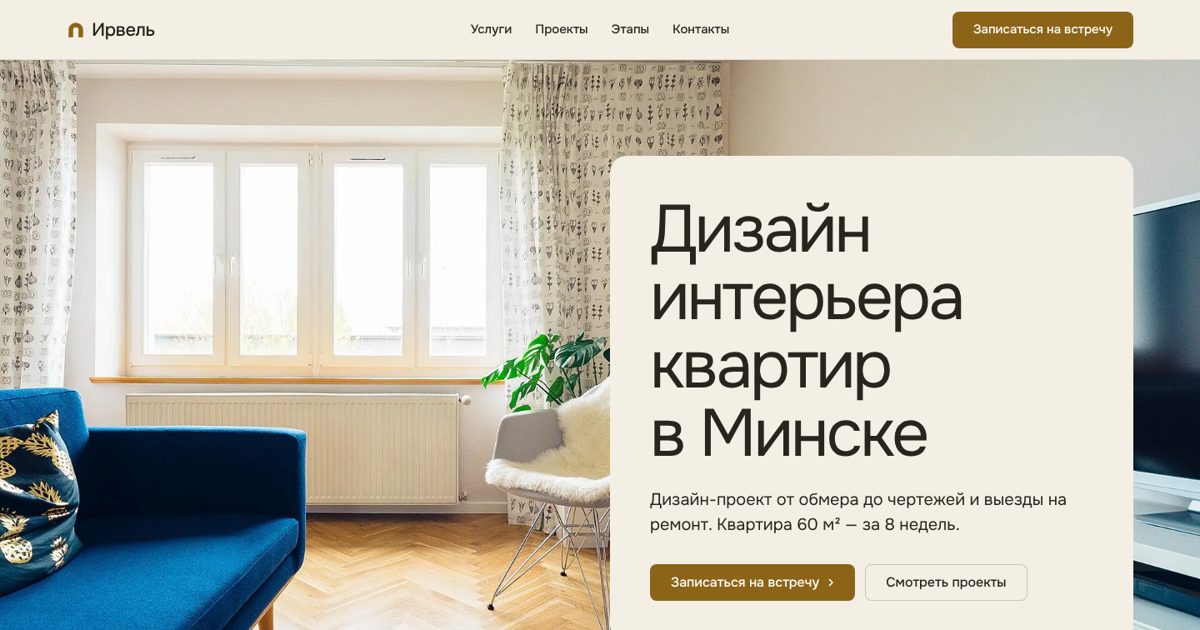 Ирвель
Услуги
Проекты
Этапы
Контакты
Записаться на встречу
Дизайн
интерьера
квартир
в Минске
Дизайн-проект от обмера до чертежей и выезды на
ремонт. Квартира 60 м² — за 8 недель.
Записаться на встречу
Смотреть проекты